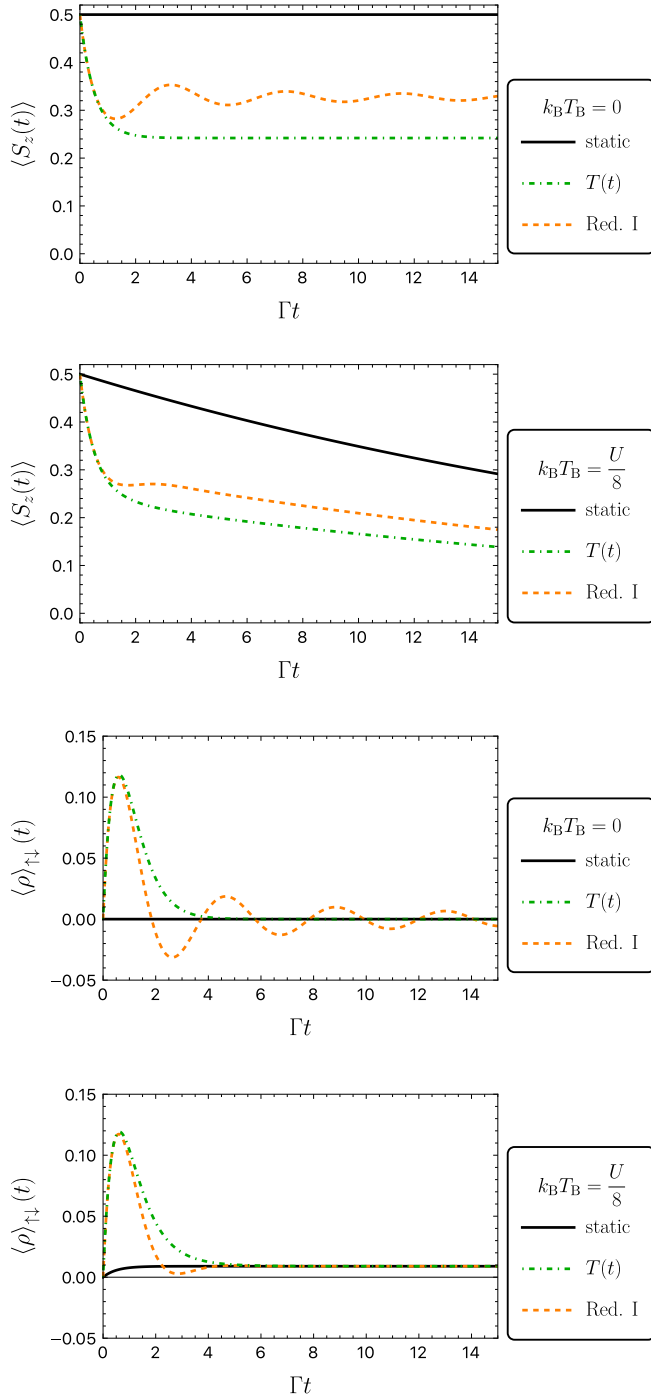 0.5
0.4
0.3
0.2
0.1
0.0
⟨S_z(t)⟩
0 2 4 6 8 10 12 14
Γt
k_B T_B = 0
static
T(t)
Red. I
0.5
0.4
0.3
0.2
0.1
0.0
⟨S_z(t)⟩
0 2 4 6 8 10 12 14
Γt
k_B T_B = U/8
static
T(t)
Red. I
0.15
0.10
0.05
0.00
−0.05
⟨ρ⟩_↑↓(t)
0 2 4 6 8 10 12 14
Γt
k_B T_B = 0
static
T(t)
Red. I
0.15
0.10
0.05
0.00
−0.05
⟨ρ⟩_↑↓(t)
0 2 4 6 8 10 12 14
Γt
k_B T_B = U/8
static
T(t)
Red. I